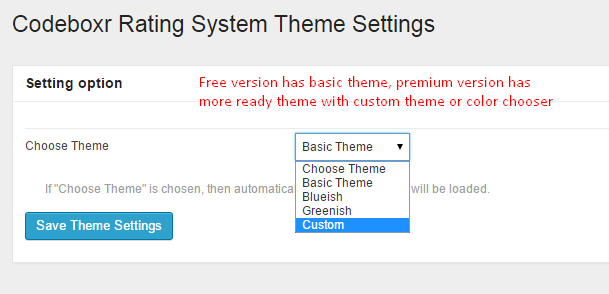 Codeboxr Rating System Theme Settings
Setting option
Free version has basic theme, premium version has
more ready theme with custom theme or color chooser
Choose Theme
Basic Theme
Choose Theme
Basic Theme
Blueish
Greenish
Custom
If "Choose Theme" is chosen, then automatica will be loaded.
Save Theme Settings